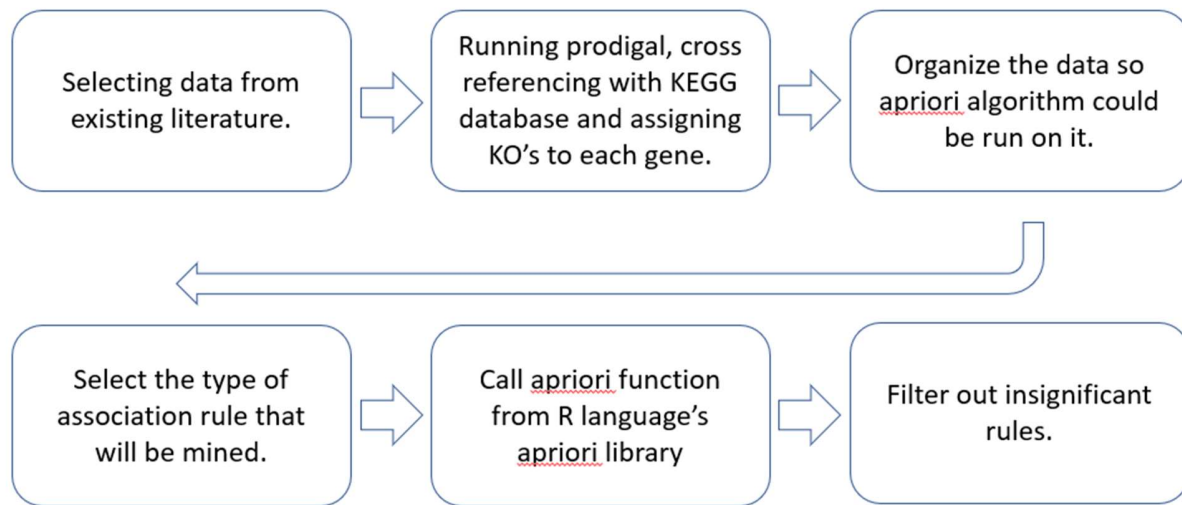 Selecting data from
existing literature.
Running prodigal, cross
referencing with KEGG
database and assigning
KO’s to each gene.
Organize the data so
apriori algorithm could
be run on it.
Select the type of
association rule that
will be mined.
Call apriori function
from R language’s
apriori library
Filter out insignificant
rules.